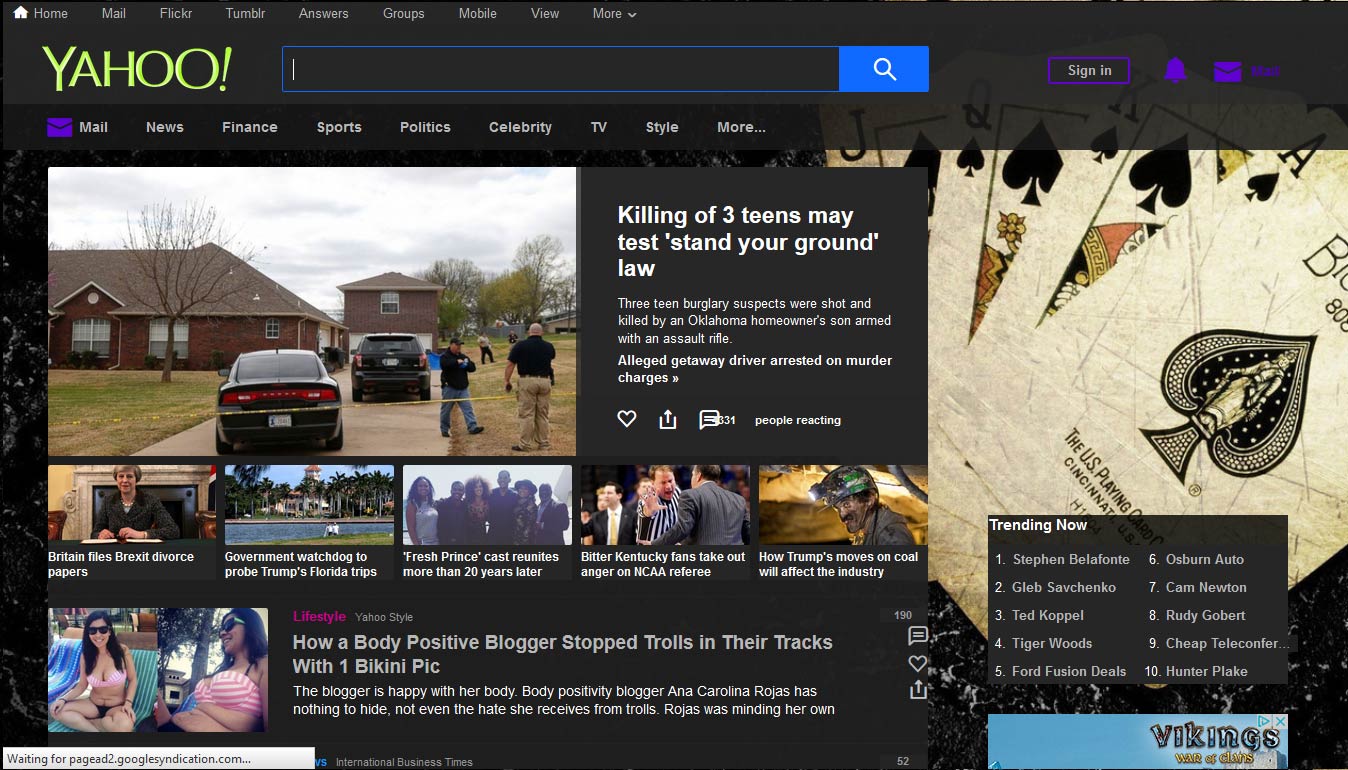 Home Mail Flickr Tumblr Answers Groups Mobile View More
YAHOO!
Sign in
Mail
Mail News Finance Sports Politics Celebrity TV Style More...
J Q K A
Killing of 3 teens may
test 'stand your ground'
law
Three teen burglary suspects were shot and
killed by an Oklahoma homeowner's son armed
with an assault rifle.
Alleged getaway driver arrested on murder
charges »
331 people reacting
Britain files Brexit divorce
papers
Government watchdog to
probe Trump's Florida trips
'Fresh Prince' cast reunites
more than 20 years later
Bitter Kentucky fans take out
anger on NCAA referee
How Trump's moves on coal
will affect the industry
808
THE U.S. PLAYING CARD
CINCINNATI,
®
Trending Now
1. Stephen Belafonte
2. Gleb Savchenko
3. Ted Koppel
4. Tiger Woods
5. Ford Fusion Deals
6. Osburn Auto
7. Cam Newton
8. Rudy Gobert
9. Cheap Teleconfer...
10. Hunter Plake
Lifestyle Yahoo Style
190
How a Body Positive Blogger Stopped Trolls in Their Tracks
With 1 Bikini Pic
The blogger is happy with her body. Body positivity blogger Ana Carolina Rojas has
nothing to hide, not even the hate she receives from trolls. Rojas was minding her own
ViKiNGS
WAR OF CLANS
Waiting for pagead2.googlesyndication.com...
ws International Business Times
52